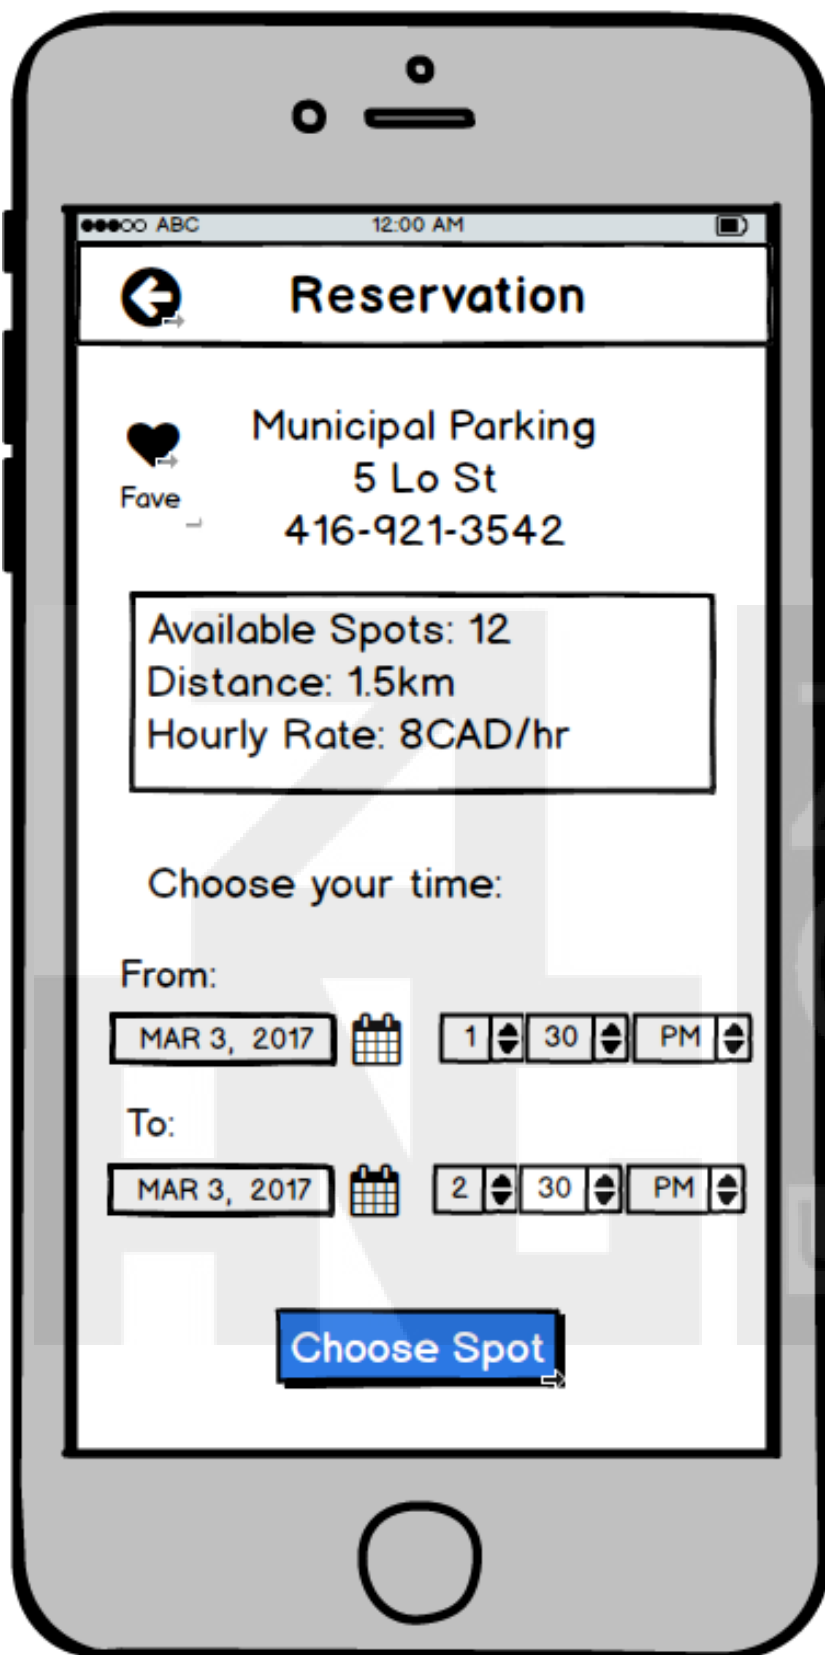 ABC 12:00 AM
Reservation
Municipal Parking
5 Lo St
416-921-3542
Fave
Available Spots: 12
Distance: 1.5km
Hourly Rate: 8CAD/hr
Choose your time:
From:
MAR 3, 2017 1 30 PM
To:
MAR 3, 2017 2 30 PM
Choose Spot